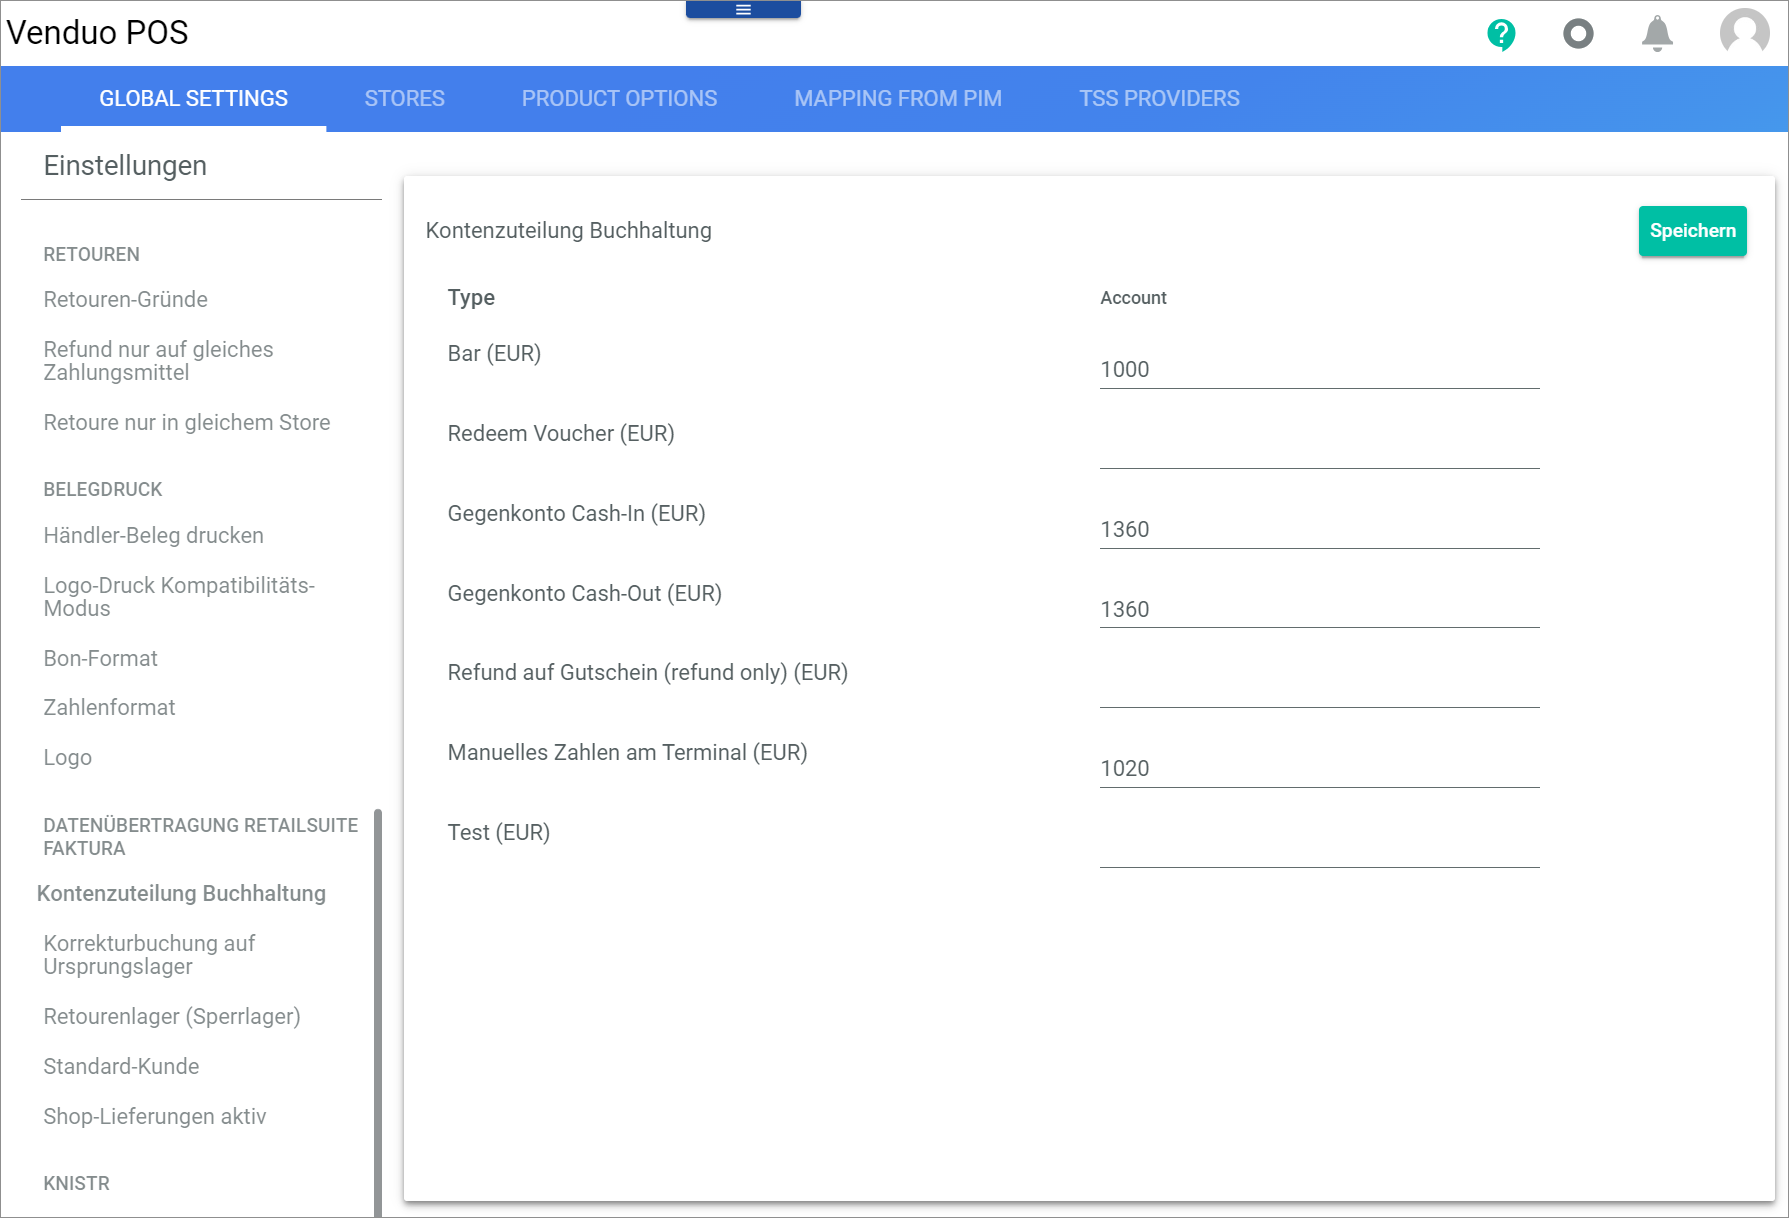 Venduo POS
GLOBAL SETTINGS
STORES
PRODUCT OPTIONS
MAPPING FROM PIM
TSS PROVIDERS
Einstellungen
RETOUREN
Retouren-Gründe
Refund nur auf gleiches
Zahlungsmittel
Retoure nur in gleichem Store
BELEGDRUCK
Händler-Beleg drucken
Logo-Druck Kompatibilitäts-
Modus
Bon-Format
Zahlenformat
Logo
DATENÜBERTRAGUNG RETAILSUITE
FAKTURA
Kontenzuteilung Buchhaltung
Korrekturbuchung auf
Ursprungslager
Retourenlager (Sperrlager)
Standard-Kunde
Shop-Lieferungen aktiv
KNISTR
Kontenzuteilung Buchhaltung
Speichern
Type
Account
Bar (EUR)
1000
Redeem Voucher (EUR)
Gegenkonto Cash-In (EUR)
1360
Gegenkonto Cash-Out (EUR)
1360
Refund auf Gutschein (refund only) (EUR)
Manuelles Zahlen am Terminal (EUR)
1020
Test (EUR)